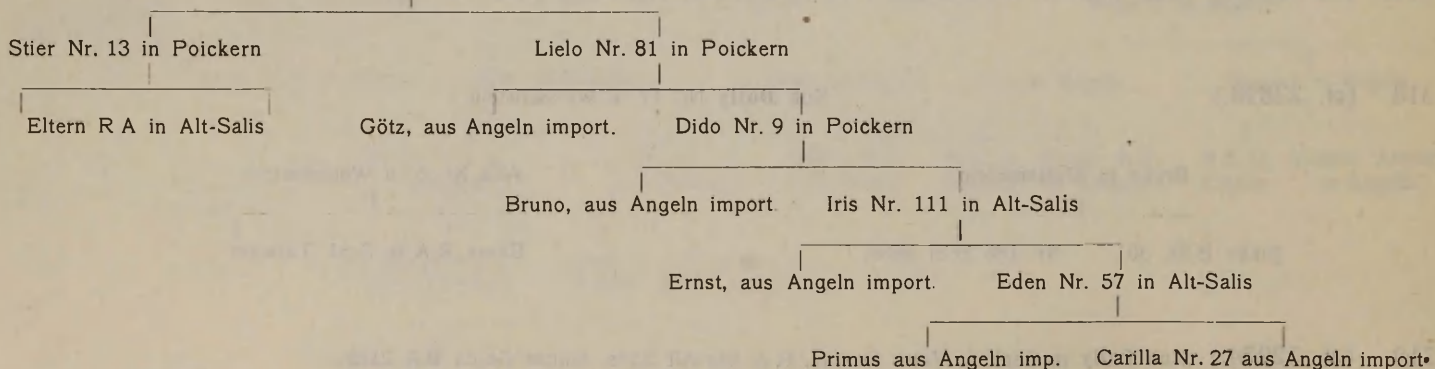 Stier Nr. 13 in Poickern Lielo Nr. 81 in Poickern
Eltern R A in Alt-Salis Götz, aus Angeln import. Dido Nr. 9 in Poickern
Bruno, aus Angeln import Iris Nr. 111 in Alt-Salis
Ernst, aus Angeln import. Eden Nr. 57 in Alt-Salis
Primus aus Angeln imp. Carilla Nr. 27 aus Angeln import.